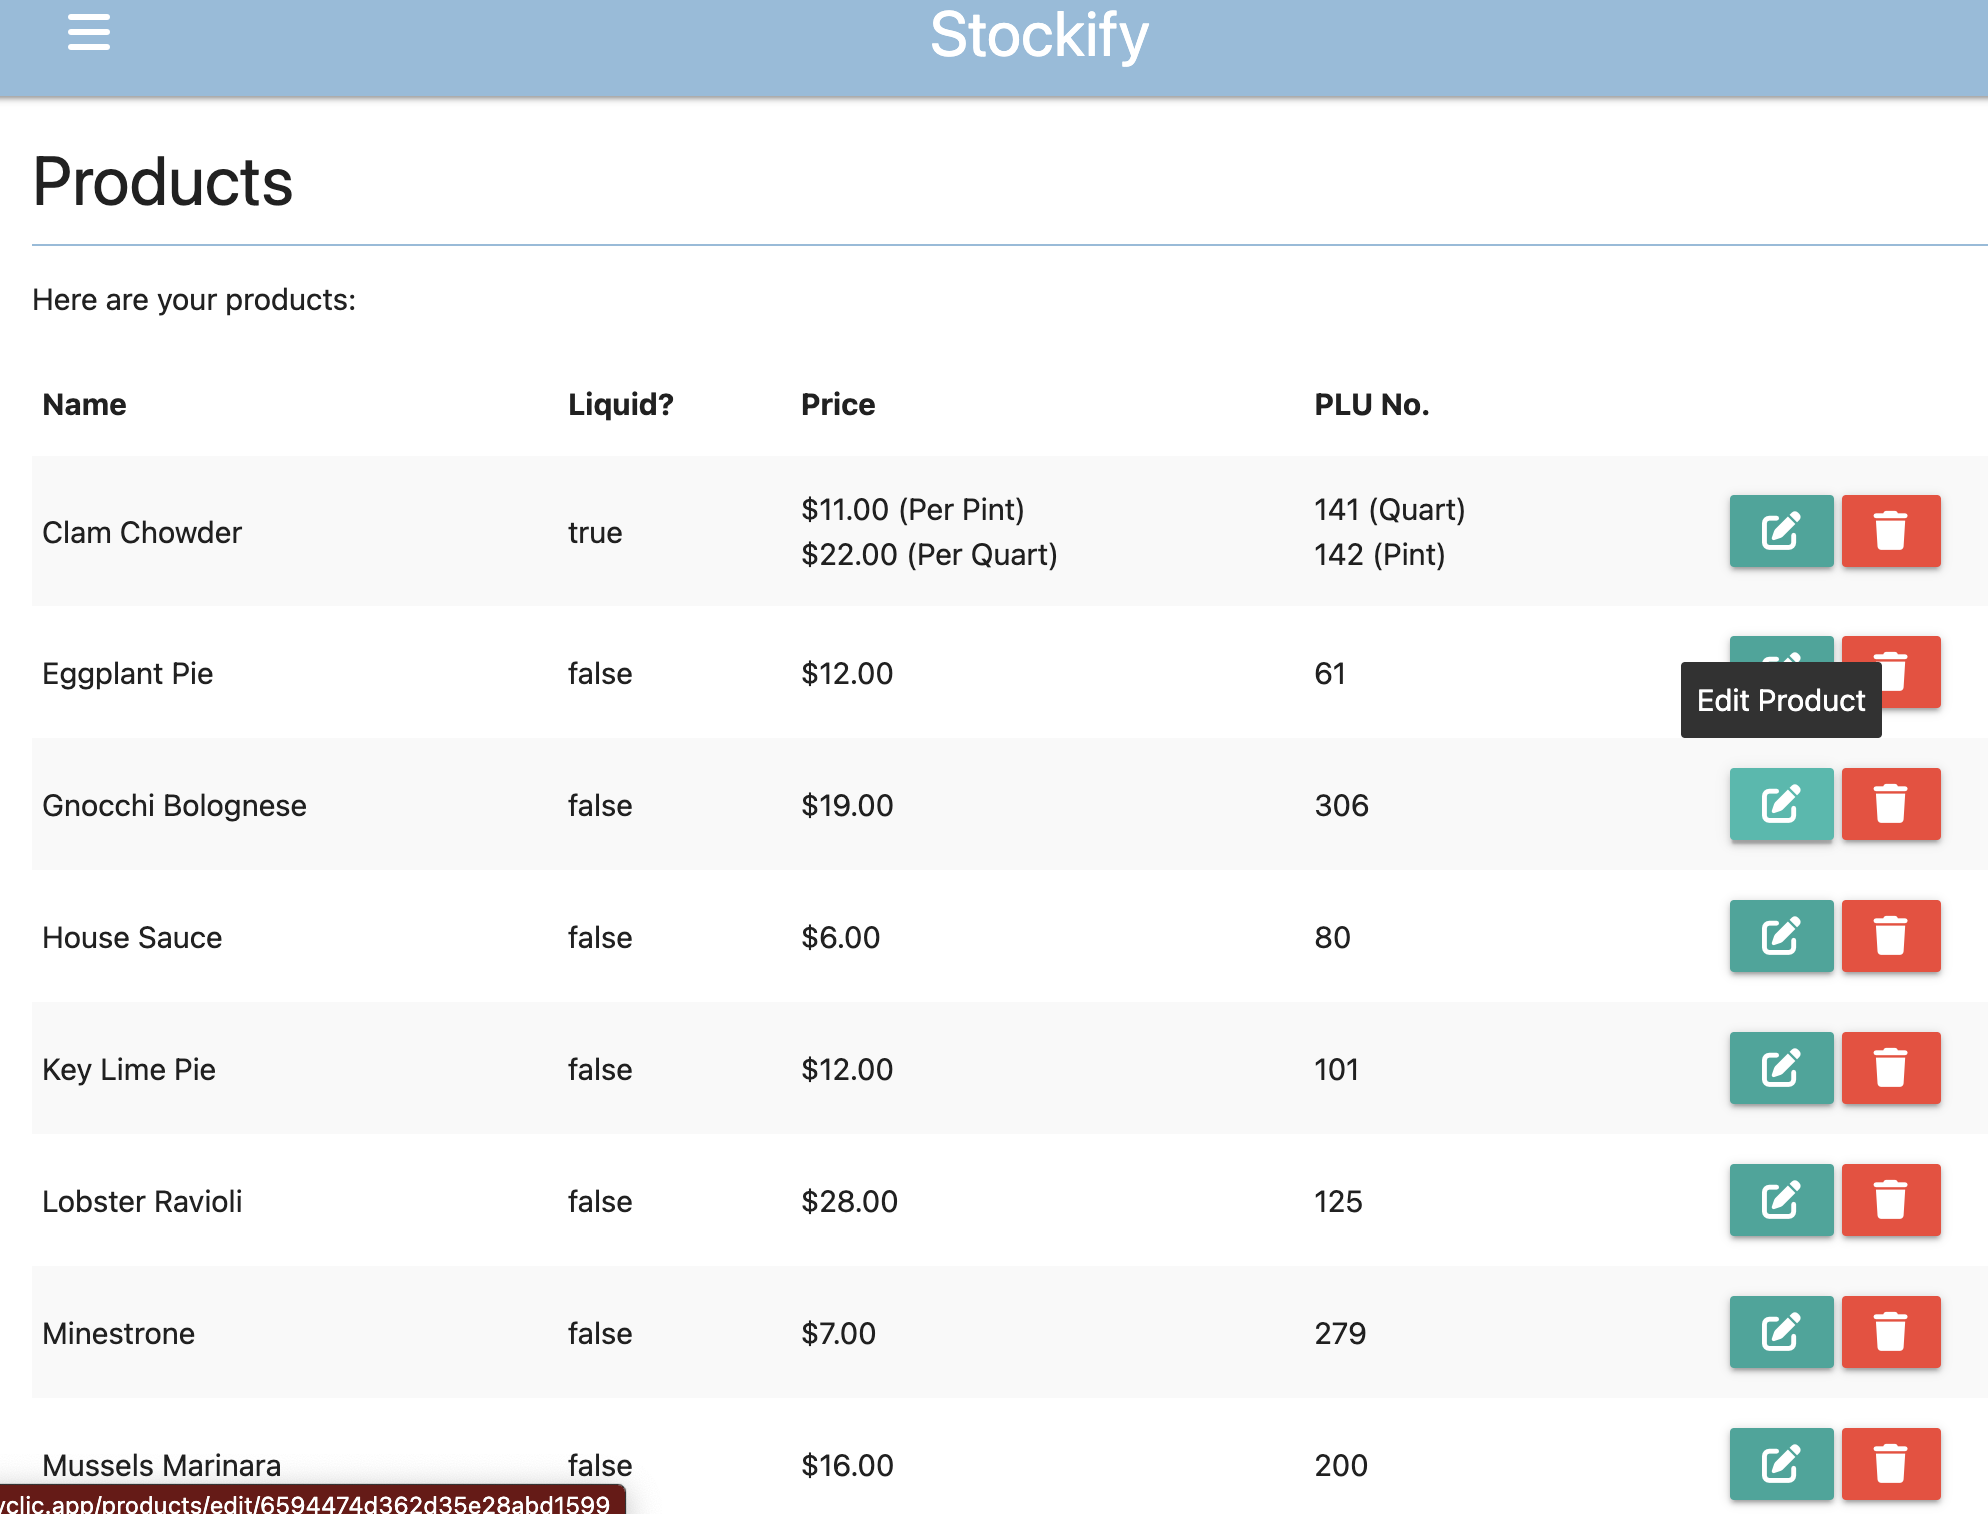 Stockify
Products
Here are your products:
Name Liquid? Price PLU No.
Clam Chowder true $11.00 (Per Pint) 141 (Quart)
$22.00 (Per Quart) 142 (Pint)
Eggplant Pie false $12.00 61
Edit Product
Gnocchi Bolognese false $19.00 306
House Sauce false $6.00 80
Key Lime Pie false $12.00 101
Lobster Ravioli false $28.00 125
Minestrone false $7.00 279
Mussels Marinara false $16.00 200
yclic.app/products/edit/6594474d362d35e28abd1599